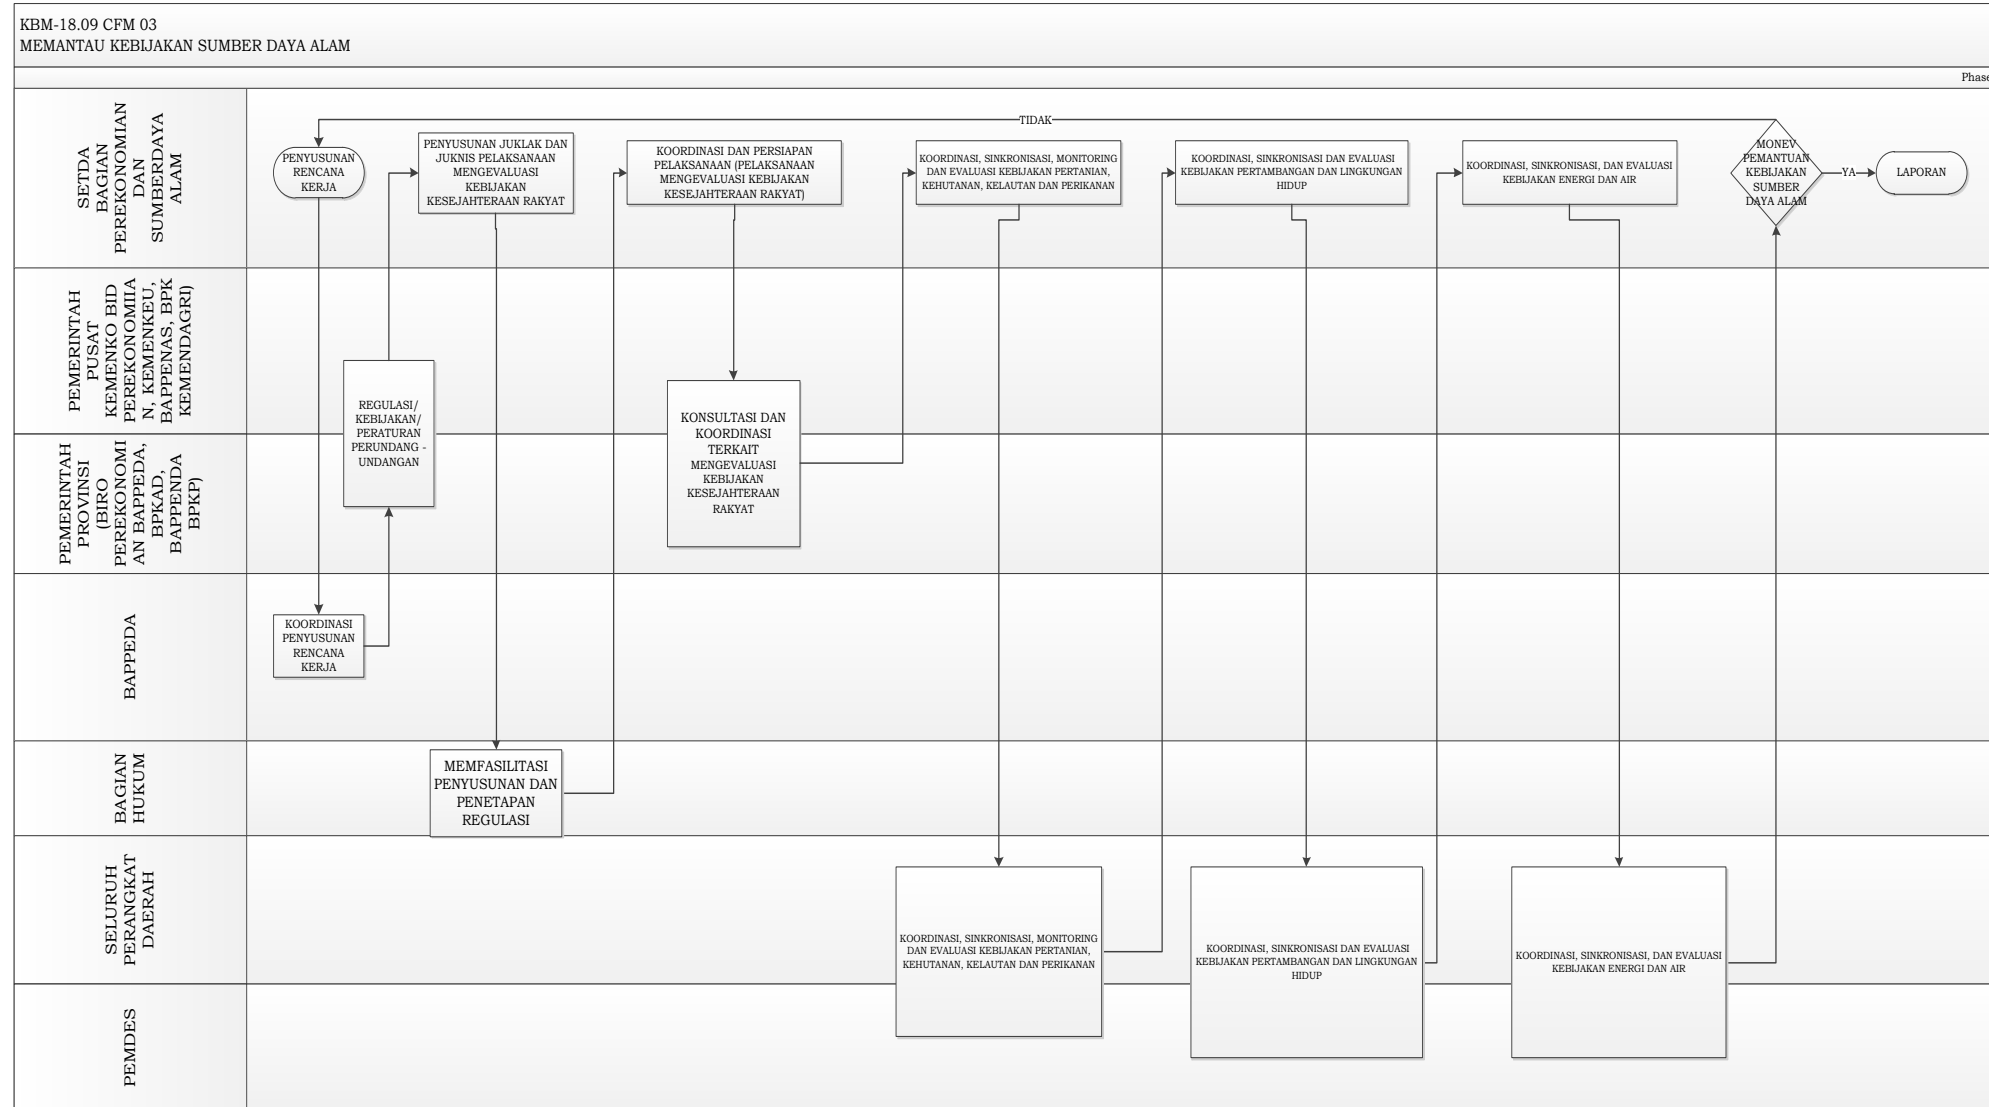 KBM-18.09 CFM 03
MEMANTAU KEBIJAKAN SUMBER DAYA ALAM
Phase
SETDA
BAGIAN
PEREKONOMIAN
DAN
SUMBERDAYA
ALAM
PENYUSUNAN
RENCANA
KERJA
PENYUSUNAN JUKLAK DAN
JUKNIS PELAKSANAAN
MENGEVALUASI
KEBIJAKAN
KESEJAHTERAAN RAKYAT
KOORDINASI DAN PERSIAPAN
PELAKSANAAN (PELAKSANAAN
MENGEVALUASI KEBIJAKAN
KESEJAHTERAAN RAKYAT)
TIDAK
KOORDINASI, SINKRONISASI, MONITORING
DAN EVALUASI KEBIJAKAN PERTANIAN,
KEHUTANAN, KELAUTAN DAN PERIKANAN
KOORDINASI, SINKRONISASI DAN EVALUASI
KEBIJAKAN PERTAMBANGAN DAN LINGKUNGAN
HIDUP
KOORDINASI, SINKRONISASI, DAN EVALUASI
KEBIJAKAN ENERGI DAN AIR
MONEV
PEMANTUAN
KEBIJAKAN
SUMBER
DAYA ALAM
YA
LAPORAN
PEMERINTAH
PUSAT
KEMENKO BID
PEREKONOMIIA
N, KEMENKEU,
BAPPENAS, BPK
KEMENDAGRI)
REGULASI/
KEBIJAKAN/
PERATURAN
PERUNDANG -
UNDANGAN
KONSULTASI DAN
KOORDINASI
TERKAIT
MENGEVALUASI
KEBIJAKAN
KESEJAHTERAAN
RAKYAT
PEMERINTAH
PROVINSI
(BIRO
PEREKONOMI
AN BAPPEDA,
BPKAD,
BAPPENDA
BPKP)
BAPPEDA
KOORDINASI
PENYUSUNAN
RENCANA
KERJA
BAGIAN
HUKUM
MEMFASILITASI
PENYUSUNAN DAN
PENETAPAN
REGULASI
SELURUH
PERANGKAT
DAERAH
KOORDINASI, SINKRONISASI, MONITORING
DAN EVALUASI KEBIJAKAN PERTANIAN,
KEHUTANAN, KELAUTAN DAN PERIKANAN
KOORDINASI, SINKRONISASI DAN EVALUASI
KEBIJAKAN PERTAMBANGAN DAN LINGKUNGAN
HIDUP
KOORDINASI, SINKRONISASI, DAN EVALUASI
KEBIJAKAN ENERGI DAN AIR
PEMDES